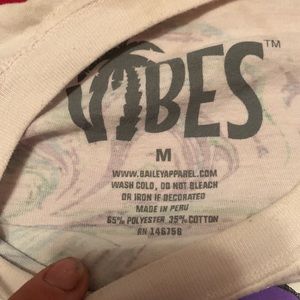 VIBES™
M
WWW.BAILEYAPPAREL.COM
WASH COLD, DO NOT BLEACH
OR IRON IF DECORATED
MADE IN PERU
65% POLYESTER 35% COTTON
RN 146756